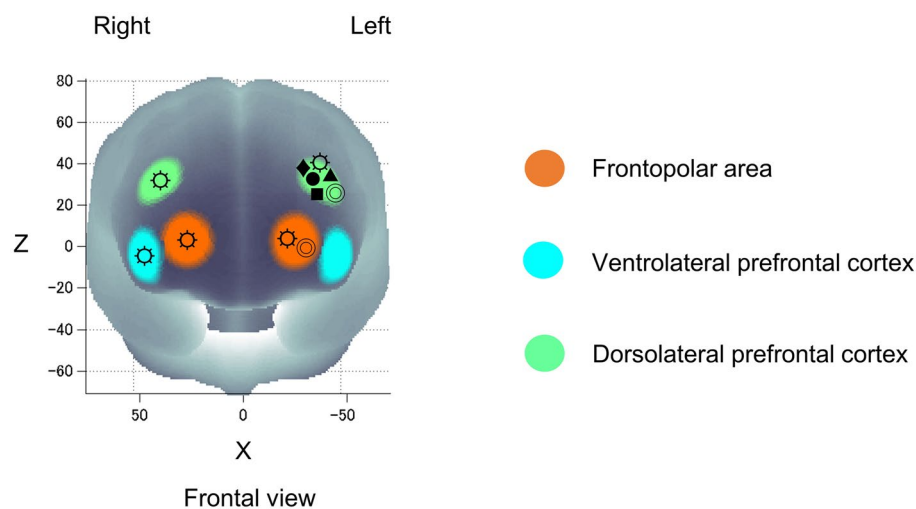 Right
Left
80
60
40
20
0
−20
−40
−60
Z
50
0
−50
X
Frontal view
Frontopolar area
Ventrolateral prefrontal cortex
Dorsolateral prefrontal cortex